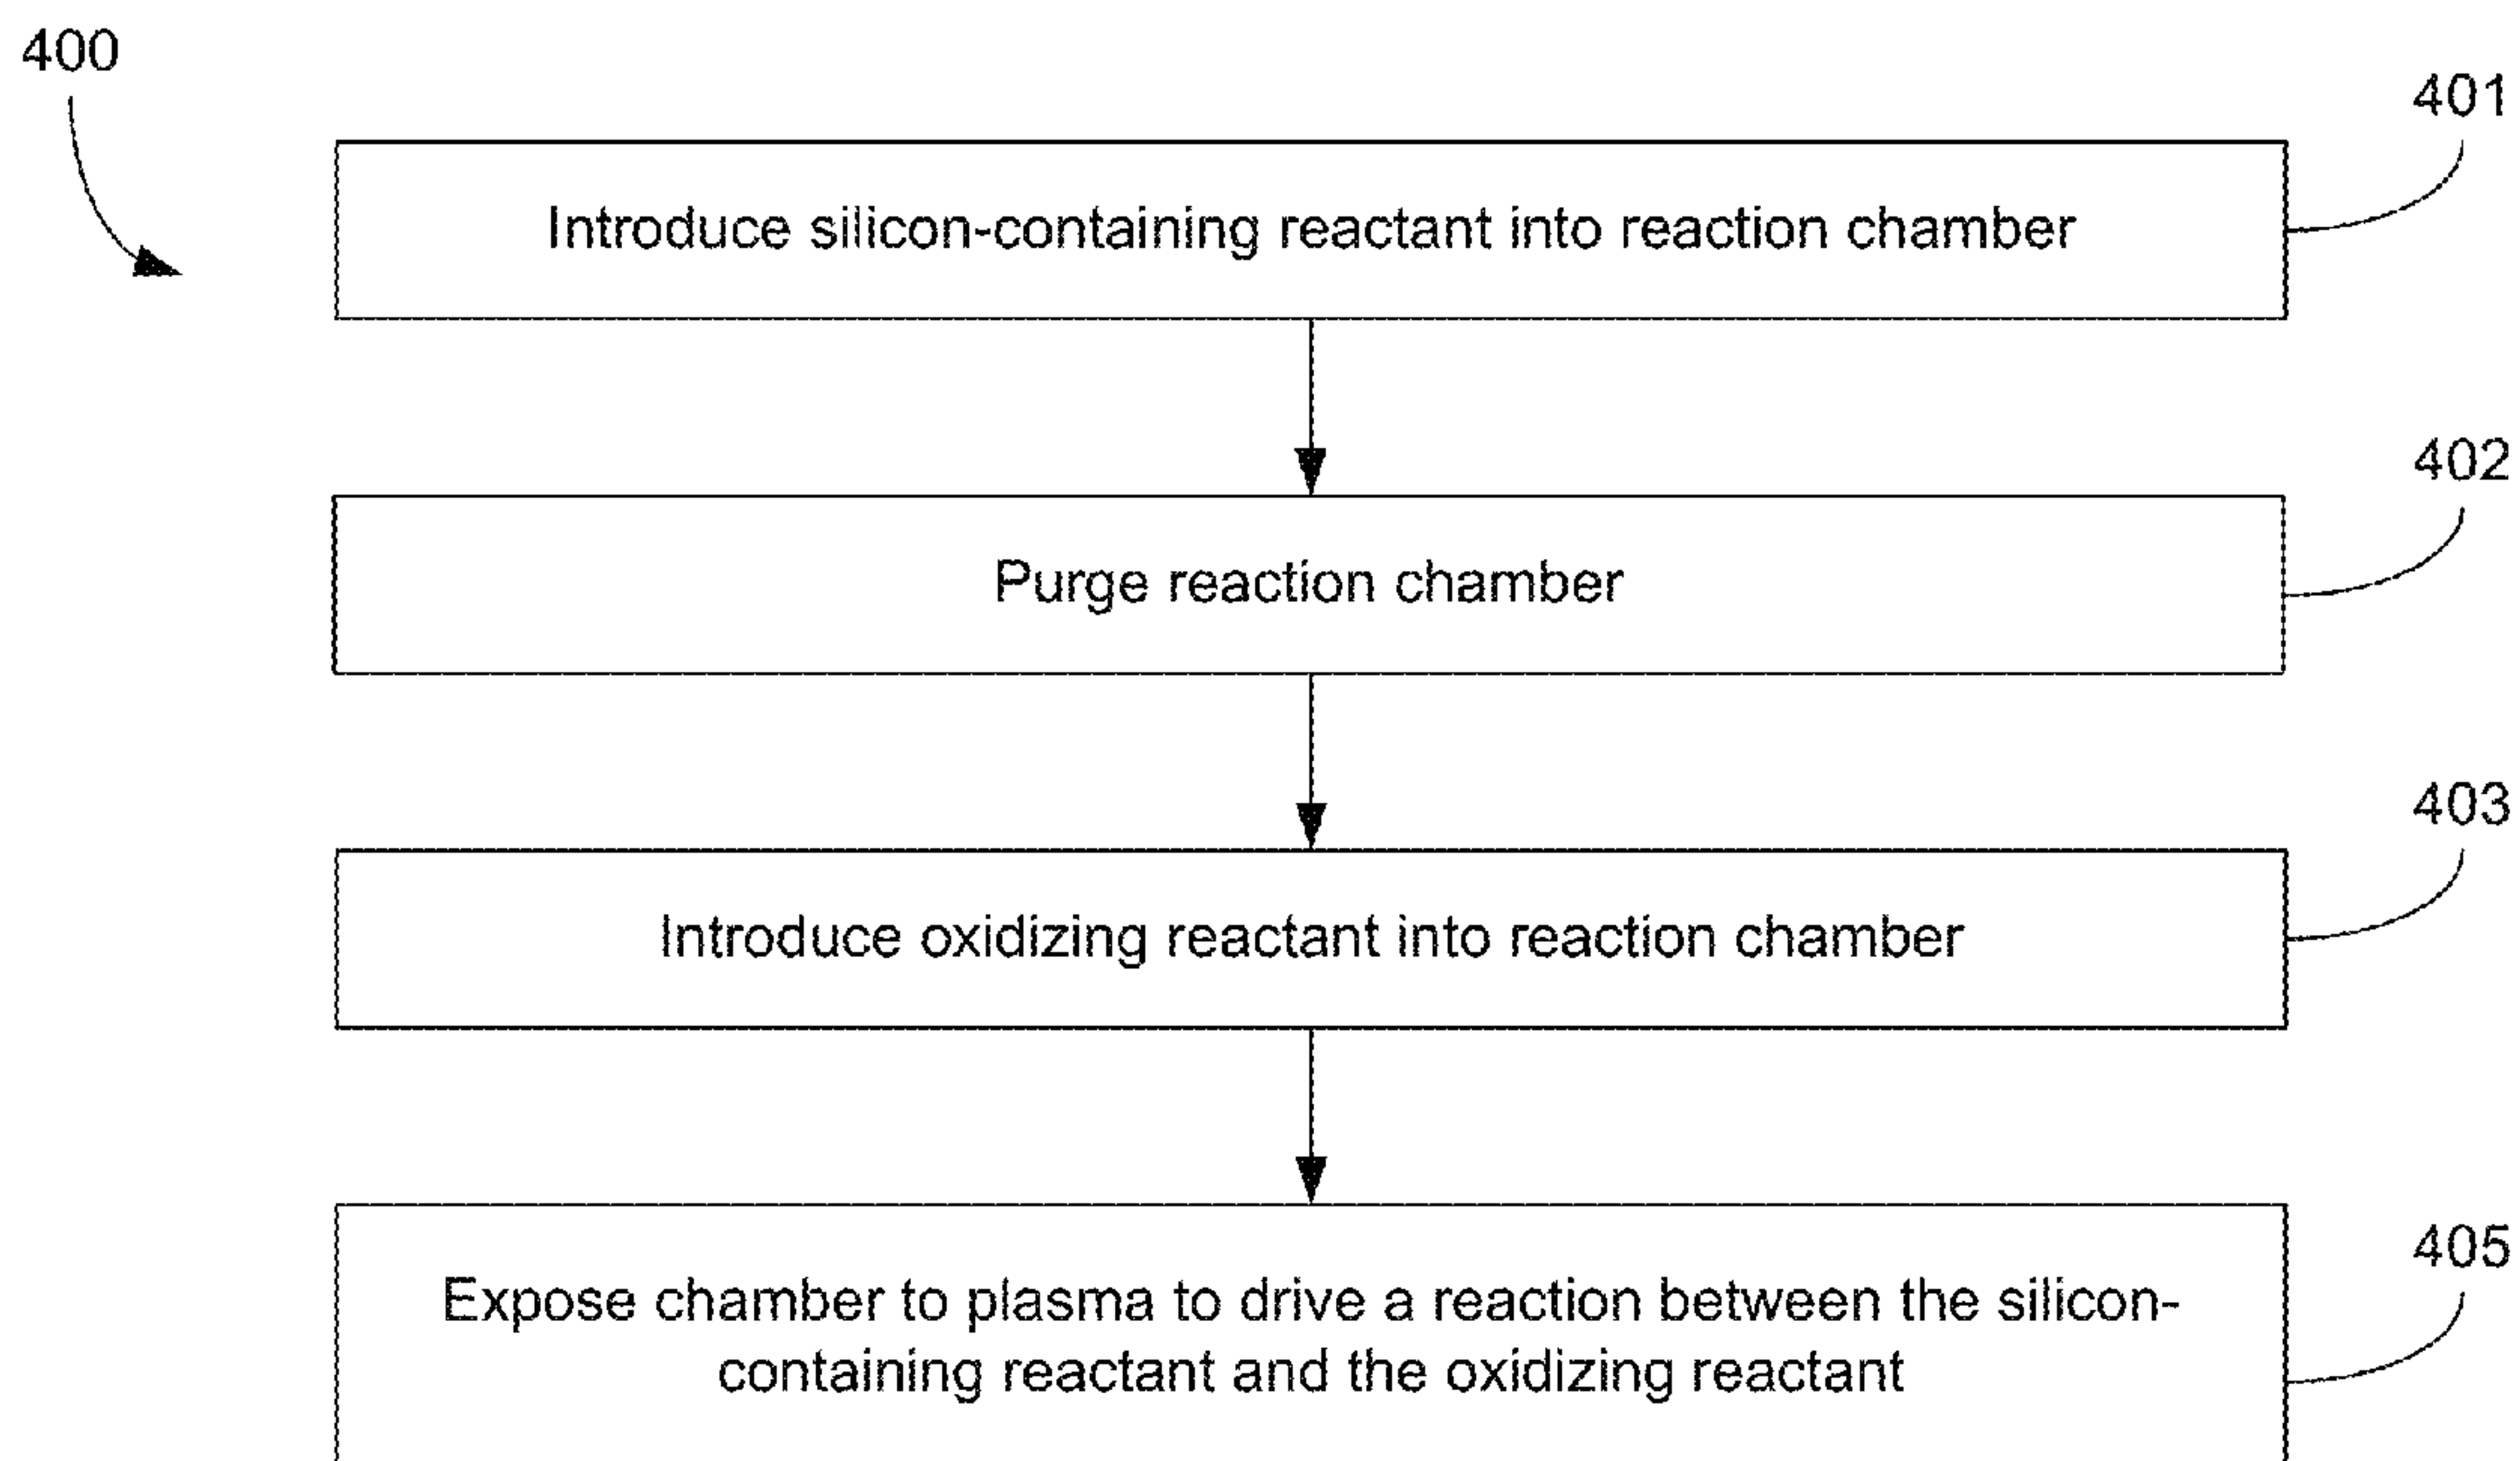 400
401
Introduce silicon-containing reactant into reaction chamber
402
Purge reaction chamber
403
Introduce oxidizing reactant into reaction chamber
405
Expose chamber to plasma to drive a reaction between the silicon-
containing reactant and the oxidizing reactant